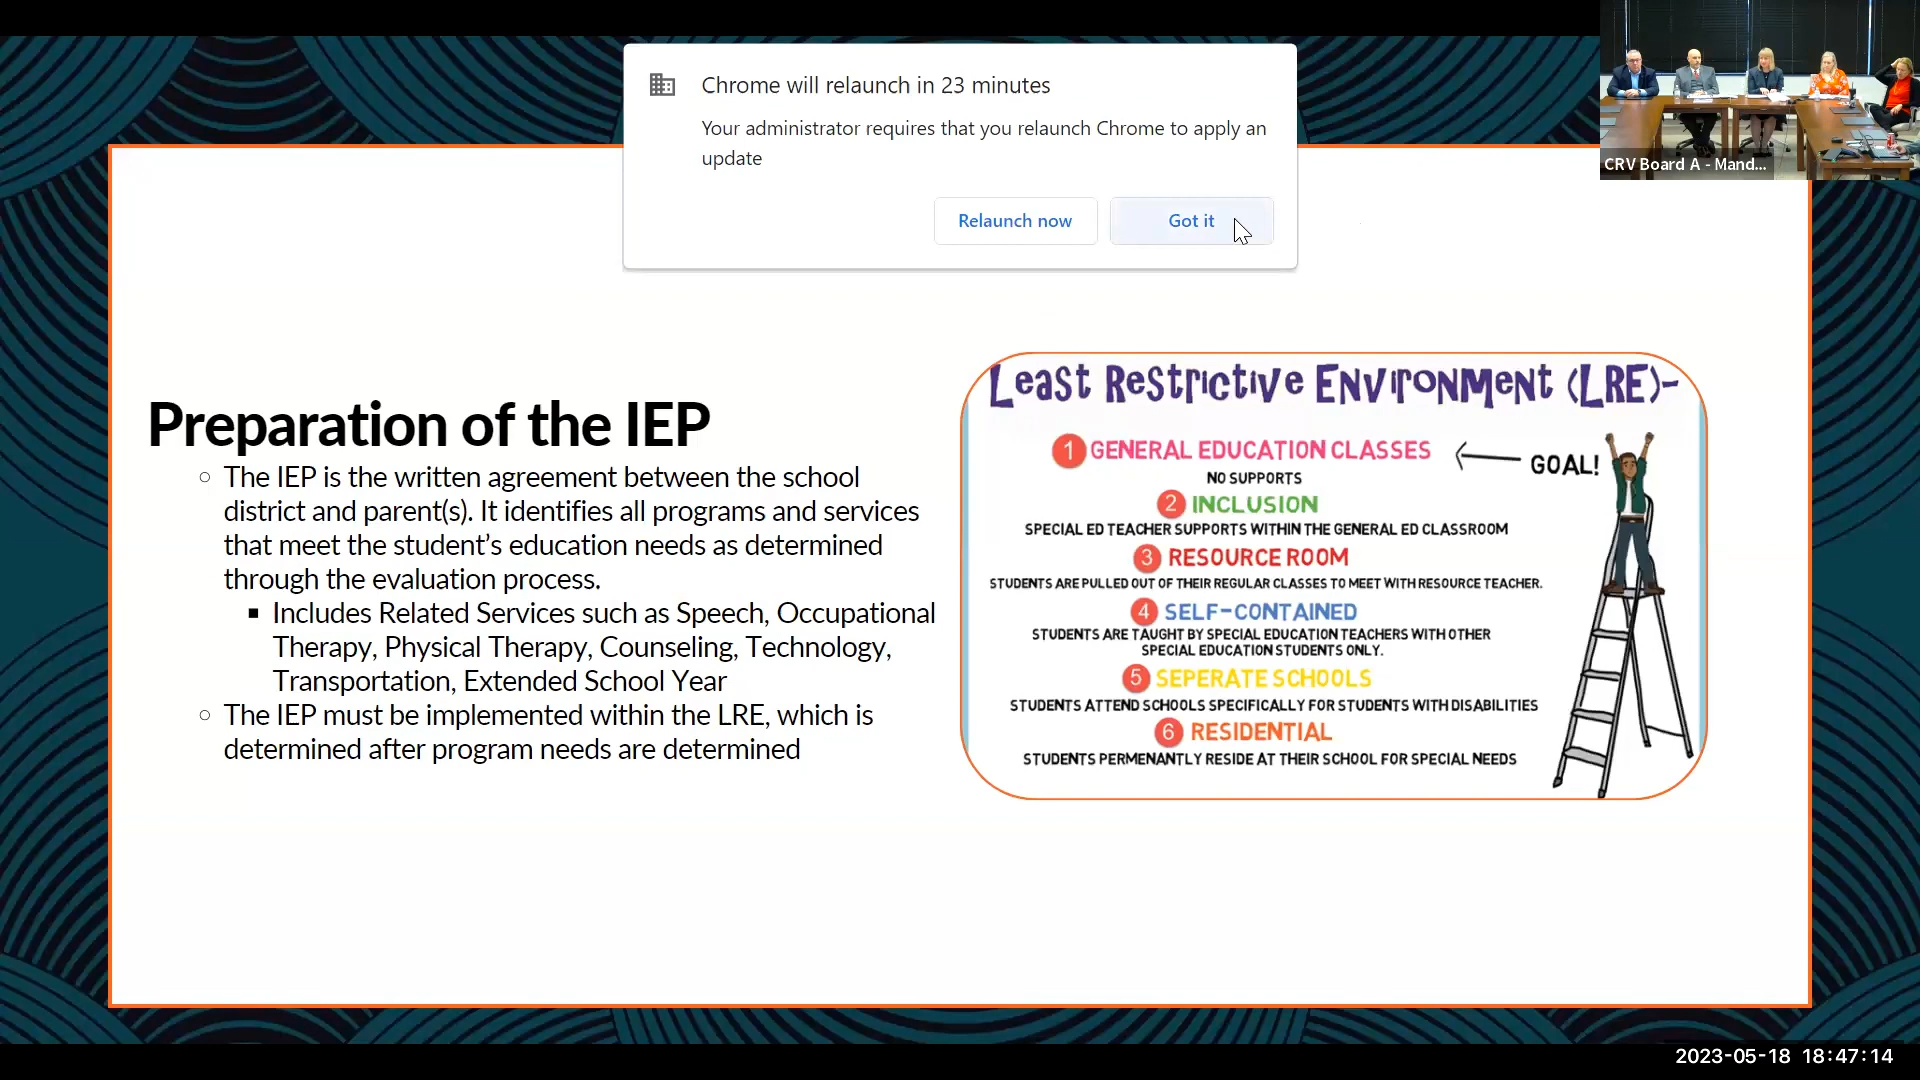 Chrome will relaunch in 23 minutes
Your administrator requires that you relaunch Chrome to apply an
update
Relaunch now
Got it
CRV Board A - Mand...
Preparation of the IEP
The IEP is the written agreement between the school
district and parent(s). It identifies all programs and services
that meet the student’s education needs as determined
through the evaluation process.
Includes Related Services such as Speech, Occupational
Therapy, Physical Therapy, Counseling, Technology,
Transportation, Extended School Year
The IEP must be implemented within the LRE, which is
determined after program needs are determined
Least Restrictive Environment (LRE)-
1 GENERAL EDUCATION CLASSES
GOAL!
NO SUPPORTS
2 INCLUSION
SPECIAL ED TEACHER SUPPORTS WITHIN THE GENERAL ED CLASSROOM
3 RESOURCE ROOM
STUDENTS ARE PULLED OUT OF THEIR REGULAR CLASSES TO MEET WITH RESOURCE TEACHER.
4 SELF-CONTAINED
STUDENTS ARE TAUGHT BY SPECIAL EDUCATION TEACHERS WITH OTHER
SPECIAL EDUCATION STUDENTS ONLY.
5 SEPERATE SCHOOLS
STUDENTS ATTEND SCHOOLS SPECIFICALLY FOR STUDENTS WITH DISABILITIES
6 RESIDENTIAL
STUDENTS PERMENANTLY RESIDE AT THEIR SCHOOL FOR SPECIAL NEEDS
2023-05-18 18:47:14